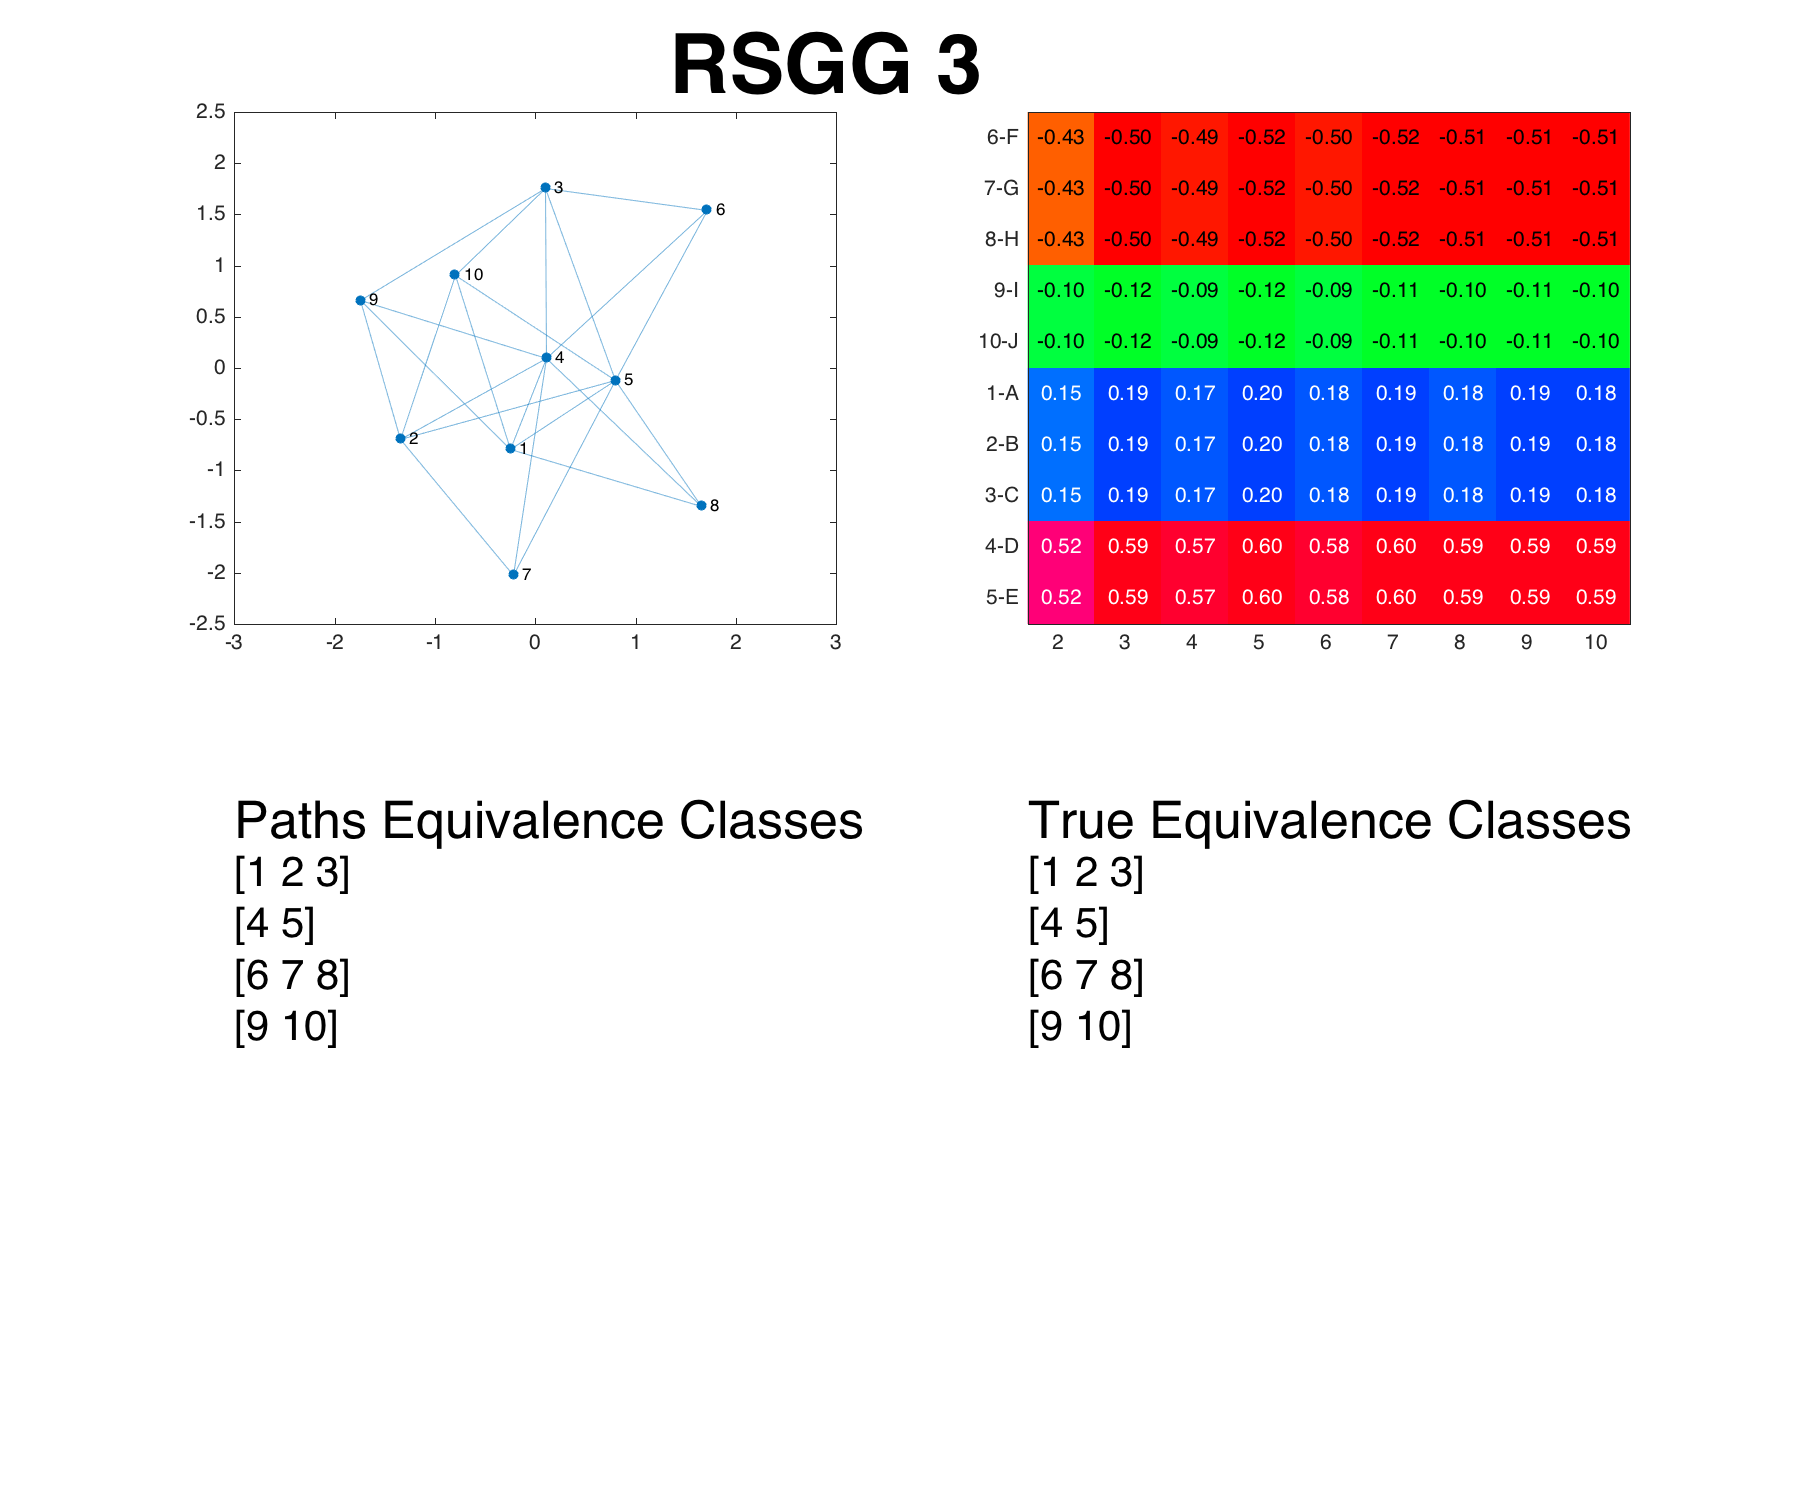 RSGG 3
2.5
2
1.5
1
0.5
0
-0.5
-1
-1.5
-2
-2.5
-3 -2 -1 0 1 2 3
3
6
10
9
4
5
2
1
8
7
6-F -0.43 -0.50 -0.49 -0.52 -0.50 -0.52 -0.51 -0.51 -0.51
7-G -0.43 -0.50 -0.49 -0.52 -0.50 -0.52 -0.51 -0.51 -0.51
8-H -0.43 -0.50 -0.49 -0.52 -0.50 -0.52 -0.51 -0.51 -0.51
9-I -0.10 -0.12 -0.09 -0.12 -0.09 -0.11 -0.10 -0.11 -0.10
10-J -0.10 -0.12 -0.09 -0.12 -0.09 -0.11 -0.10 -0.11 -0.10
1-A 0.15 0.19 0.17 0.20 0.18 0.19 0.18 0.19 0.18
2-B 0.15 0.19 0.17 0.20 0.18 0.19 0.18 0.19 0.18
3-C 0.15 0.19 0.17 0.20 0.18 0.19 0.18 0.19 0.18
4-D 0.52 0.59 0.57 0.60 0.58 0.60 0.59 0.59 0.59
5-E 0.52 0.59 0.57 0.60 0.58 0.60 0.59 0.59 0.59
2 3 4 5 6 7 8 9 10
Paths Equivalence Classes
[1 2 3]
[4 5]
[6 7 8]
[9 10]
True Equivalence Classes
[1 2 3]
[4 5]
[6 7 8]
[9 10]